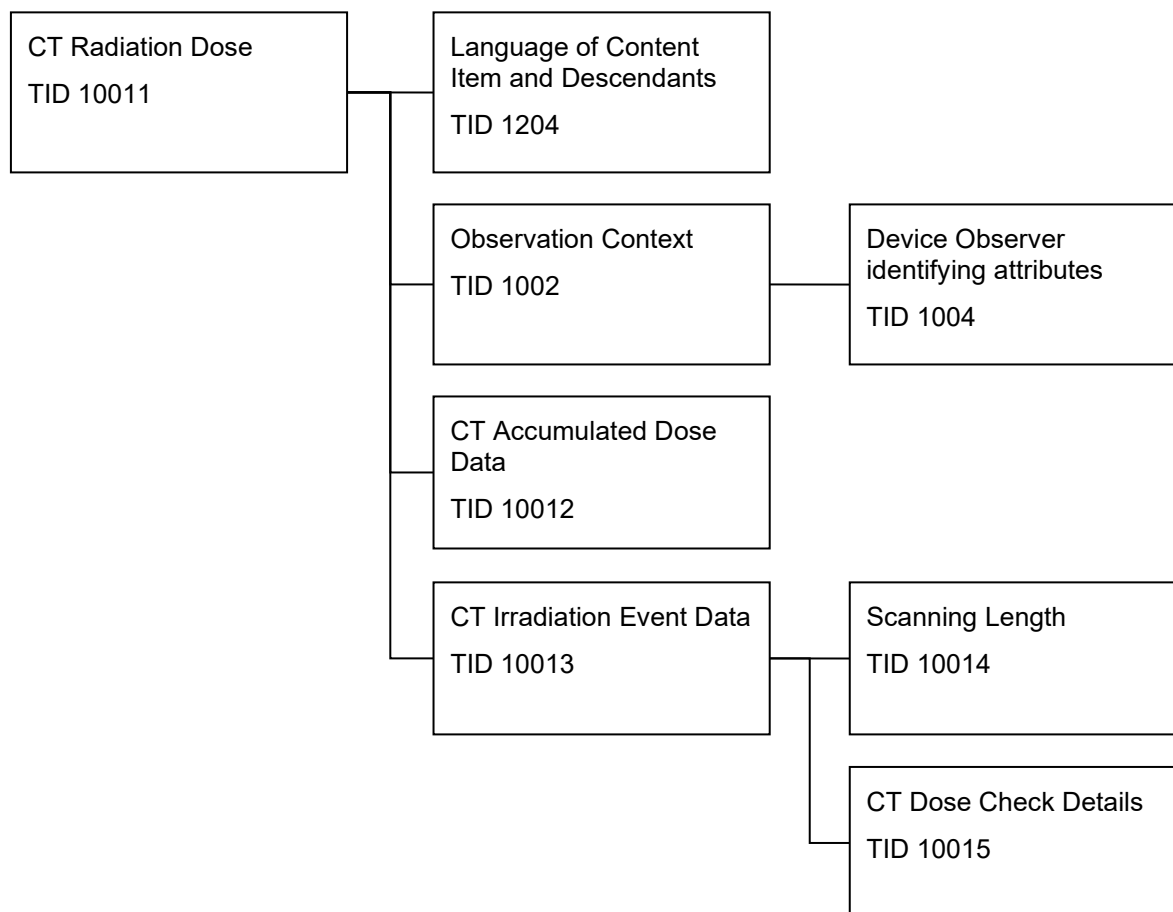 CT Radiation Dose
TID 10011
Language of Content
Item and Descendants
TID 1204
Observation Context
TID 1002
Device Observer
identifying attributes
TID 1004
CT Accumulated Dose
Data
TID 10012
CT Irradiation Event Data
TID 10013
Scanning Length
TID 10014
CT Dose Check Details
TID 10015